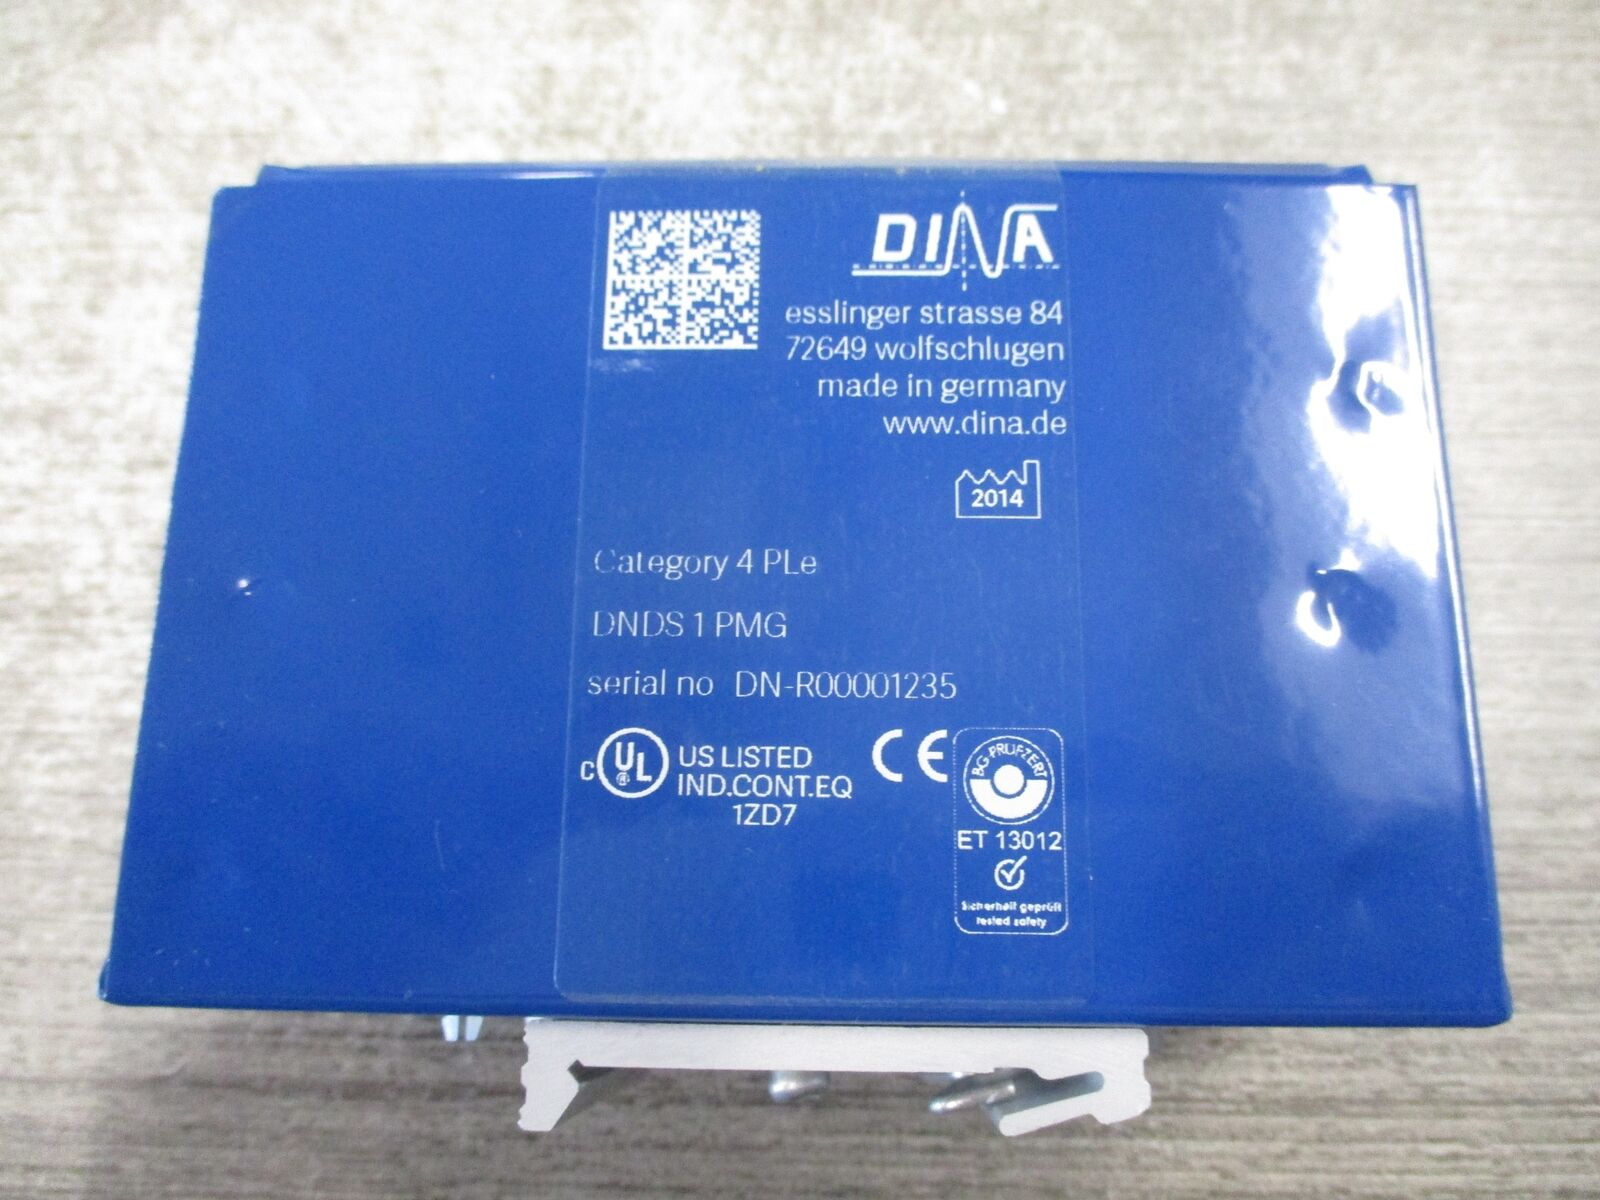 DINA
esslinger strasse 84
72649 wolfschlugen
made in germany
www.dina.de
2014
Category 4 PLe
DNDS 1 PMG
serial no DN-R00001235
c UL US LISTED
IND.CONT.EQ
1ZD7
CE
BG-PRÜFZERT
ET 13012
Sicherheit geprüft
tested safety